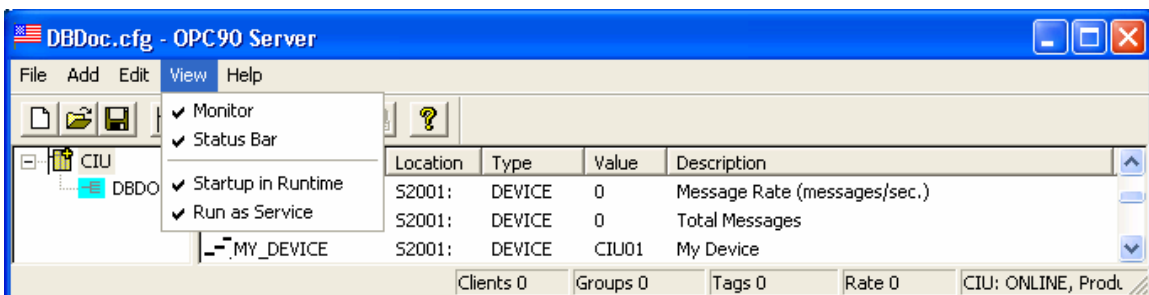 DBDoc.cfg - OPC90 Server
File Add Edit View Help
Monitor
Status Bar
Startup in Runtime
Run as Service
CIU
DBDO
Location Type Value Description
S2001: DEVICE 0 Message Rate (messages/sec.)
S2001: DEVICE 0 Total Messages
MY_DEVICE S2001: DEVICE CIU01 My Device
Clients 0 Groups 0 Tags 0 Rate 0 CIU: ONLINE, Produ